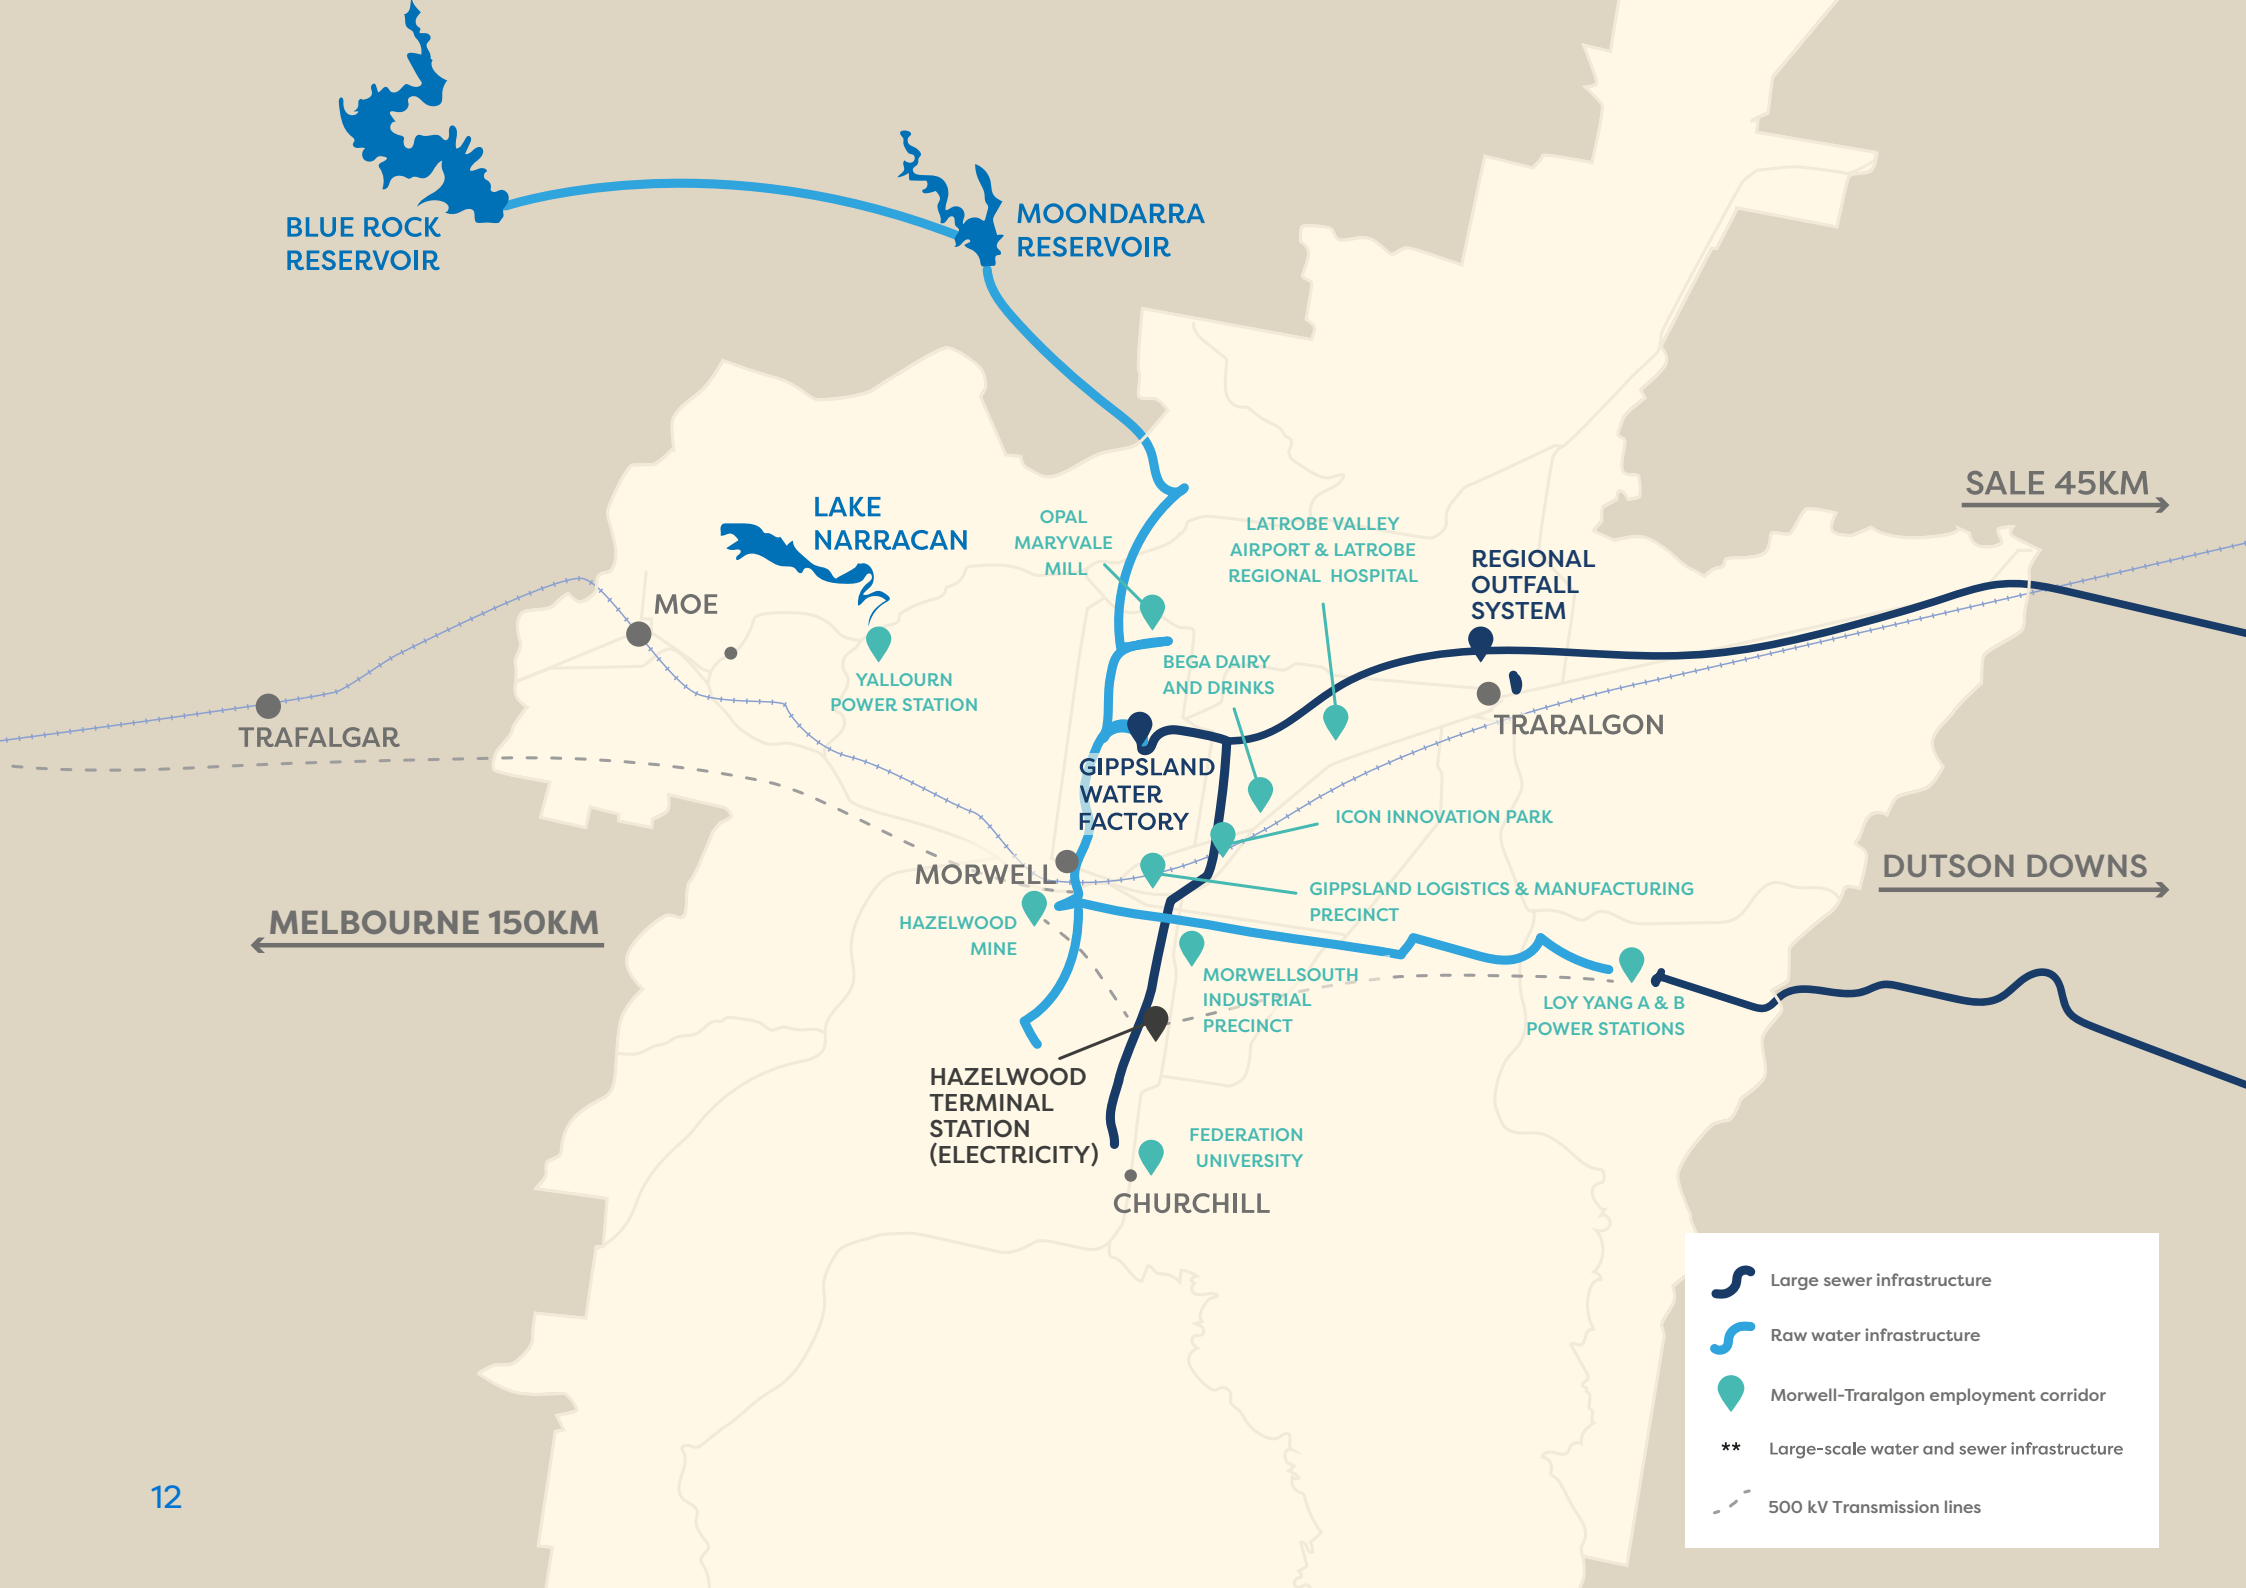 BLUE ROCK
RESERVOIR
MOONDARRA
RESERVOIR
SALE 45KM
LAKE
NARRACAN
OPAL
MARYVALE
MILL
LATROBE VALLEY
AIRPORT & LATROBE
REGIONAL HOSPITAL
REGIONAL
OUTFALL
SYSTEM
MOE
YALLOURN
POWER STATION
BEGA DAIRY
AND DRINKS
TRAFALGAR
TRARALGON
GIPPSLAND
WATER
FACTORY
ICON INNOVATION PARK
MORWELL
DUTSON DOWNS
GIPPSLAND LOGISTICS & MANUFACTURING
PRECINCT
MELBOURNE 150KM
HAZELWOOD
MINE
MORWELLSOUTH
INDUSTRIAL
PRECINCT
LOY YANG A & B
POWER STATIONS
HAZELWOOD
TERMINAL
STATION
(ELECTRICITY)
FEDERATION
UNIVERSITY
CHURCHILL
Large sewer infrastructure
Raw water infrastructure
Morwell-Traralgon employment corridor
** Large-scale water and sewer infrastructure
500 kV Transmission lines
12